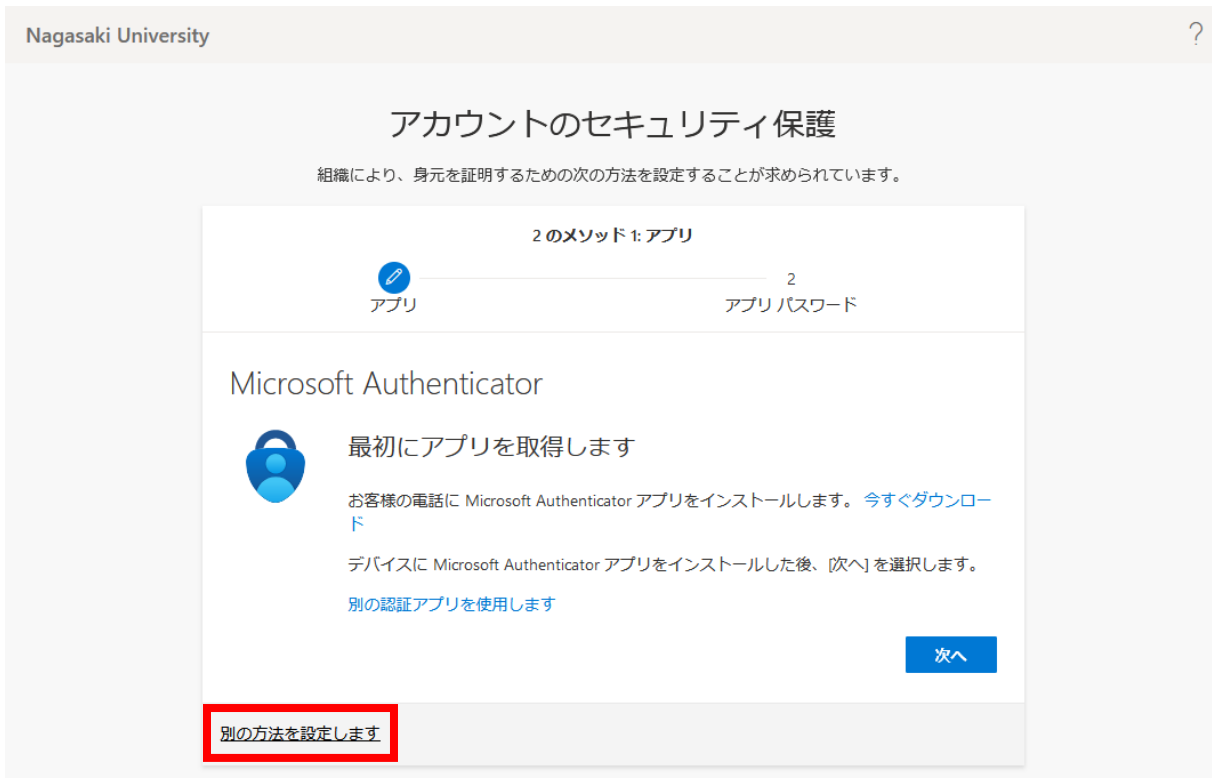 Nagasaki University
?
アカウントのセキュリティ保護
組織により、身元を証明するための次の方法を設定することが求められています。
2 のメソッド 1: アプリ
2
アプリ
アプリ パスワード
Microsoft Authenticator
最初にアプリを取得します
お客様の電話に Microsoft Authenticator アプリをインストールします。 今すぐダウンロー
ド
デバイスに Microsoft Authenticator アプリをインストールした後、[次へ] を選択します。
別の認証アプリを使用します
次へ
別の方法を設定します